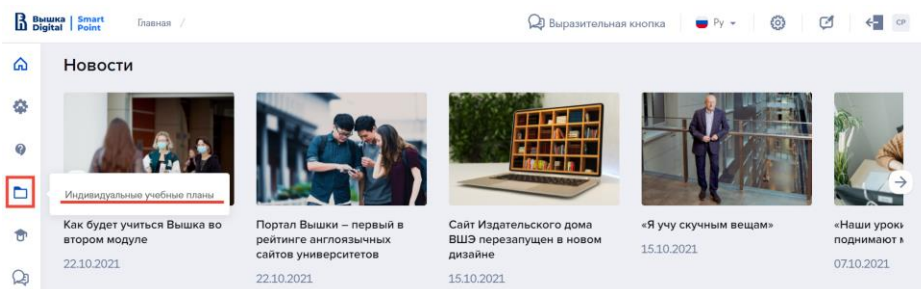 Вышка | Smart
Digital | Point
Главная /
Выразительная кнопка
Ру
CP
Новости
Индивидуальные учебные планы
Как будет учиться Вышка во
втором модуле
22.10.2021
Портал Вышки – первый в
рейтинге англоязычных
сайтов университетов
22.10.2021
Сайт Издательского дома
ВШЭ перезапущен в новом
дизайне
15.10.2021
«Я учу скучным вещам»
15.10.2021
«Наши урок
поднимают
07.10.2021